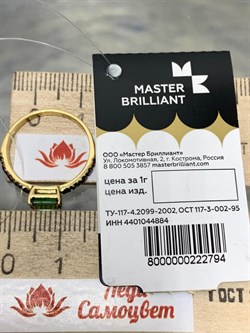 MASTER
BRILLIANT
ООО «Мастер Бриллиант»
Ул. Локомотивная, 2, г. Кострома, Россия
8 800 505 3857 masterbrilliant.com
цена за 1г
цена изд.
ТУ-117-4.2099-2002, ОСТ 117-3-002-95
ИНН 4401044884
8000000222794
Леди
Самоцвет
ГОСТ